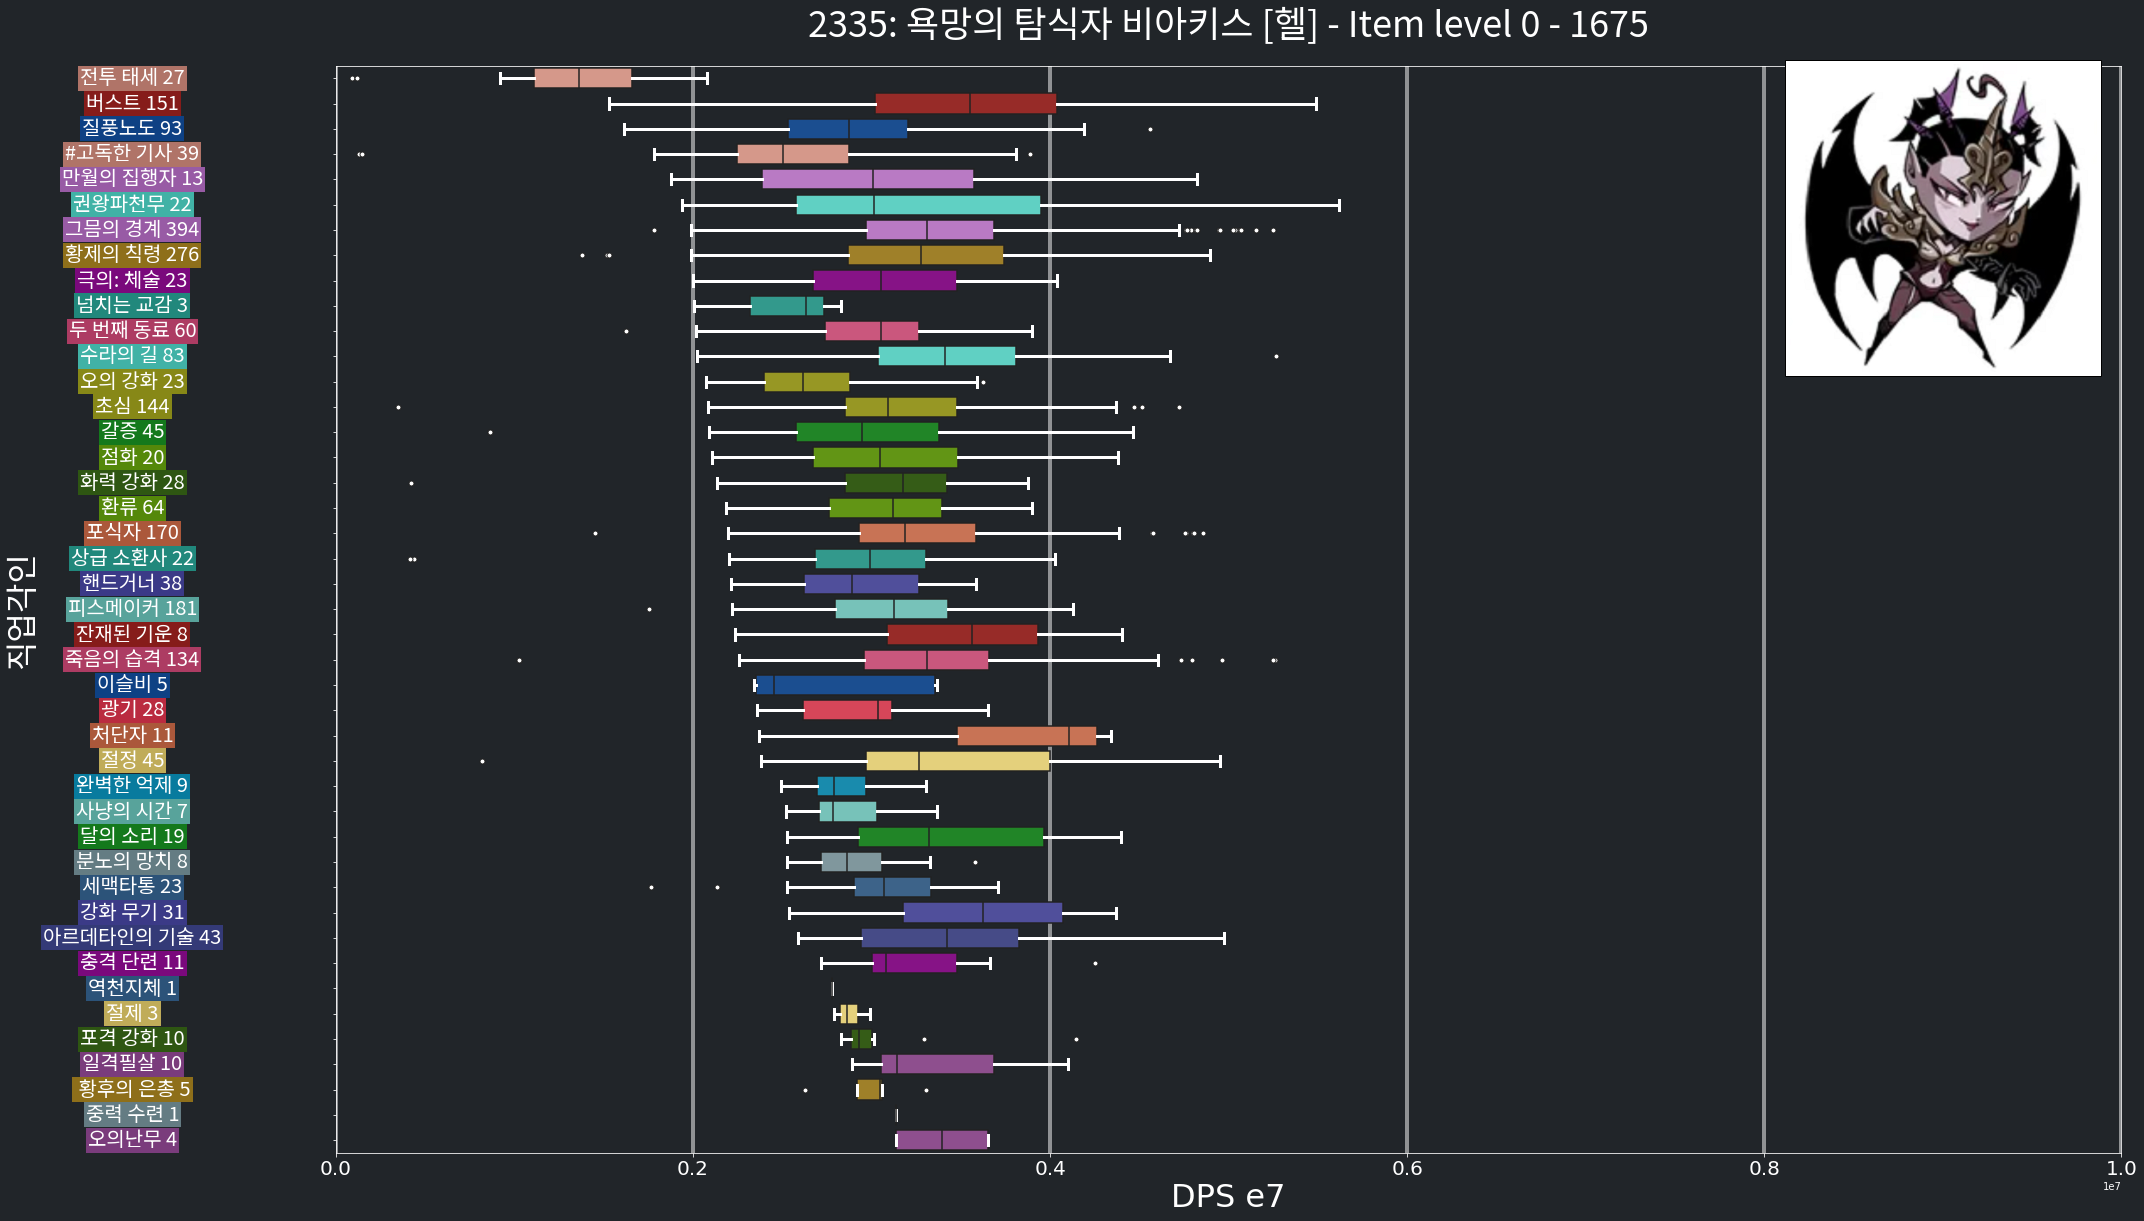 2335: 욕망의 탐식자 비아키스 [헬] - Item level 0 - 1675
전투 태세 27
버스트 151
질풍노도 93
#고독한 기사 39
만월의 집행자 13
권왕파천무 22
그믐의 경계 394
황제의 칙령 276
극의: 체술 23
넘치는 교감 3
두 번째 동료 60
수라의 길 83
오의 강화 23
초심 144
갈증 45
점화 20
화력 강화 28
환류 64
포식자 170
상급 소환사 22
핸드거너 38
피스메이커 181
잔재된 기운 8
죽음의 습격 134
이슬비 5
광기 28
처단자 11
절정 45
완벽한 억제 9
사냥의 시간 7
달의 소리 19
분노의 망치 8
세맥타통 23
강화 무기 31
아르데타인의 기술 43
충격 단련 11
역천지체 1
절제 3
포격 강화 10
일격필살 10
황후의 은총 5
중력 수련 1
오의난무 4
직업각인
0.0 0.2 0.4 0.6 0.8 1.0
1e7
DPS e7